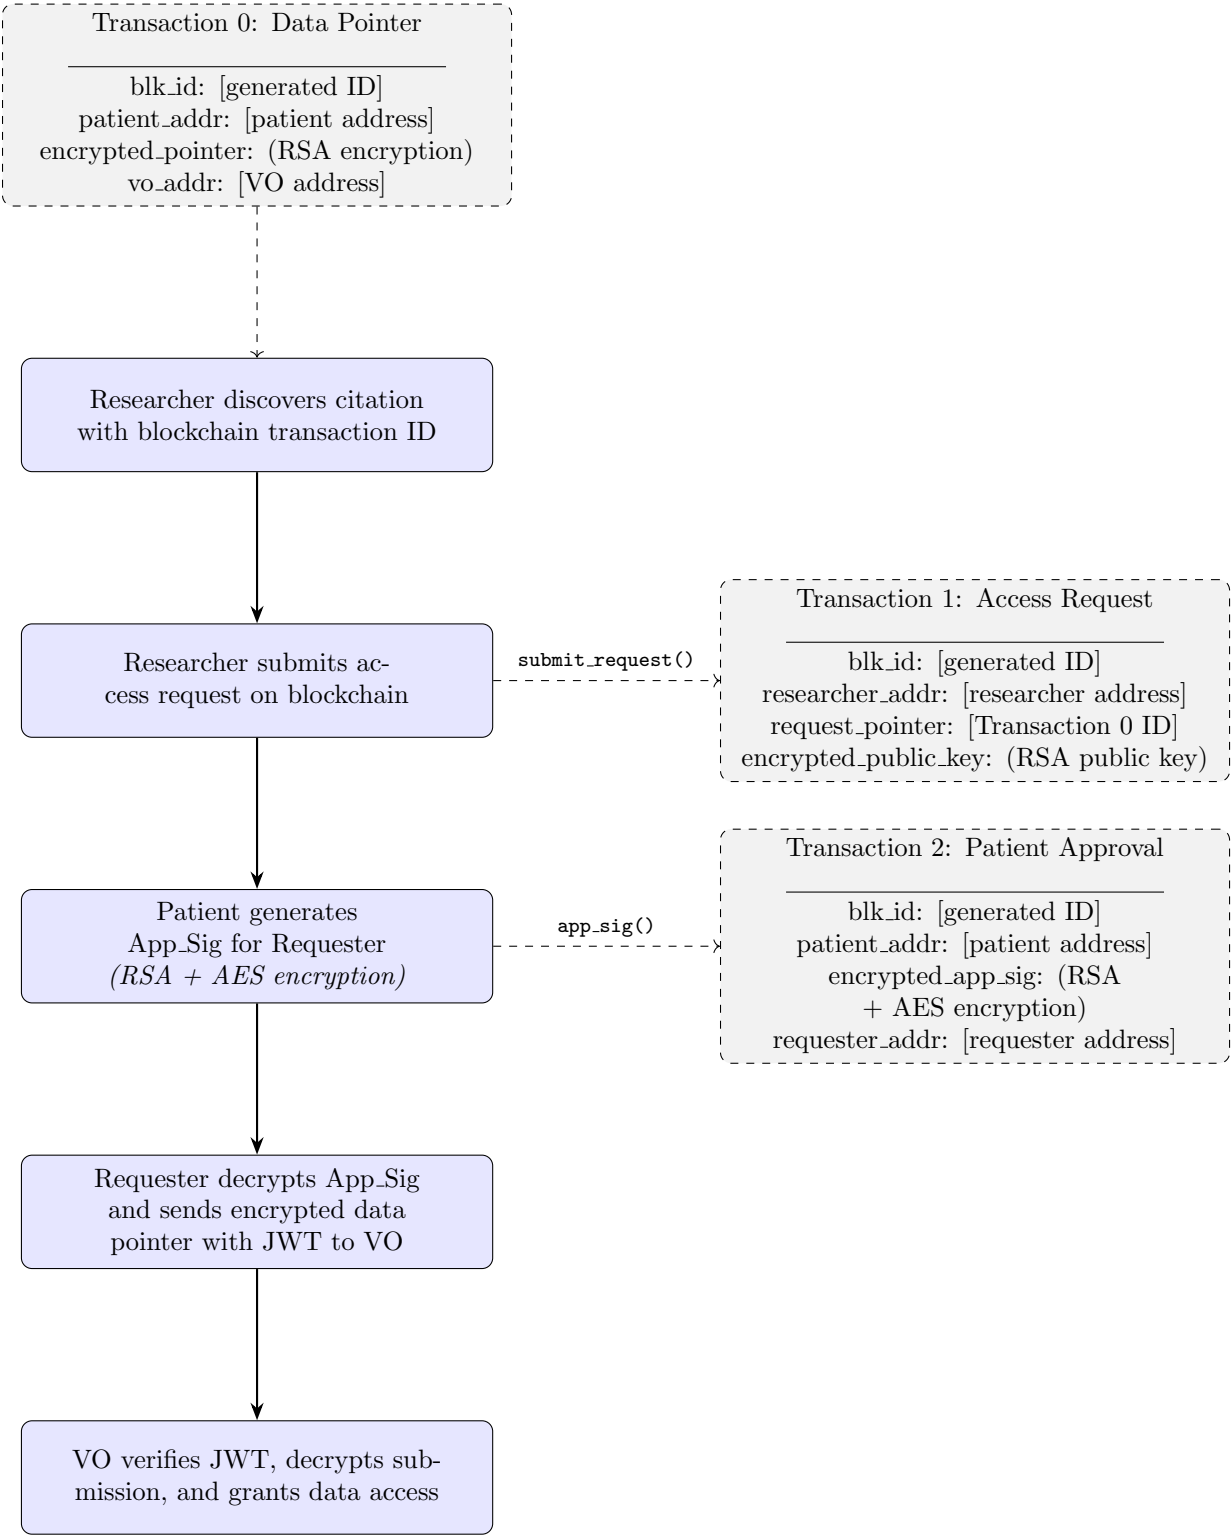 Transaction 0: Data Pointer
blk_id: [generated ID]
patient_addr: [patient address]
encrypted_pointer: (RSA encryption)
vo_addr: [VO address]
Researcher discovers citation
with blockchain transaction ID
Researcher submits ac-
cess request on blockchain
submit_request()
Transaction 1: Access Request
blk_id: [generated ID]
researcher_addr: [researcher address]
request_pointer: [Transaction 0 ID]
encrypted_public_key: (RSA public key)
Patient generates
App_Sig for Requester
(RSA + AES encryption)
app_sig()
Transaction 2: Patient Approval
blk_id: [generated ID]
patient_addr: [patient address]
encrypted_app_sig: (RSA
+ AES encryption)
requester_addr: [requester address]
Requester decrypts App_Sig
and sends encrypted data
pointer with JWT to VO
VO verifies JWT, decrypts sub-
mission, and grants data access